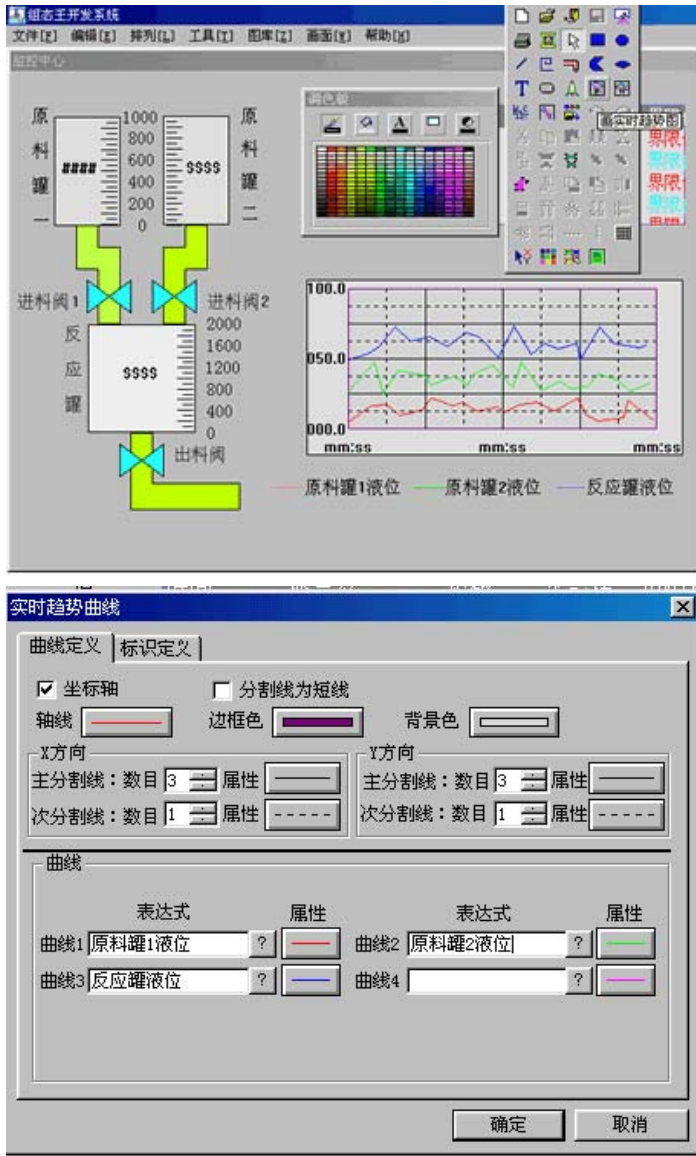 组态王开发系统
文件[F] 编辑[E] 排列[L] 工具[T] 图库[Z] 画面[W] 帮助[H]
监控中心
原料罐一
1000
800
600
400
200
0
原料罐二
####
$$$$
调色板
画实时趋势图
进料阀1
进料阀2
反应罐
$$$$
2000
1600
1200
800
400
0
出料阀
100.0
050.0
000.0
mm:ss mm:ss mm:ss
原料罐1液位 原料罐2液位 反应罐液位
实时趋势曲线
曲线定义 标识定义
坐标轴 分割线为短线
轴线 边框色 背景色
X方向 Y方向
主分割线：数目 3 属性 主分割线：数目 3 属性
次分割线：数目 1 属性 次分割线：数目 1 属性
曲线
表达式 属性 表达式 属性
曲线1 原料罐1液位 ? 曲线2 原料罐2液位 ?
曲线3 反应罐液位 ? 曲线4 ?
确定 取消